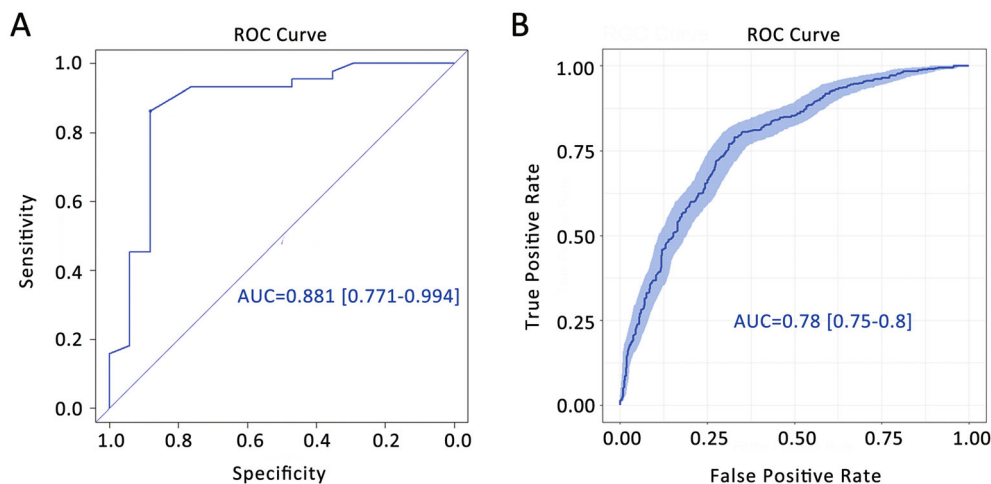 A
ROC Curve
1.0
0.8
0.6
0.4
0.2
0.0
Sensitivity
AUC=0.881 [0.771-0.994]
1.0 0.8 0.6 0.4 0.2 0.0
Specificity
B
ROC Curve
1.00
0.75
0.50
0.25
0.00
True Positive Rate
AUC=0.78 [0.75-0.8]
0.00 0.25 0.50 0.75 1.00
False Positive Rate